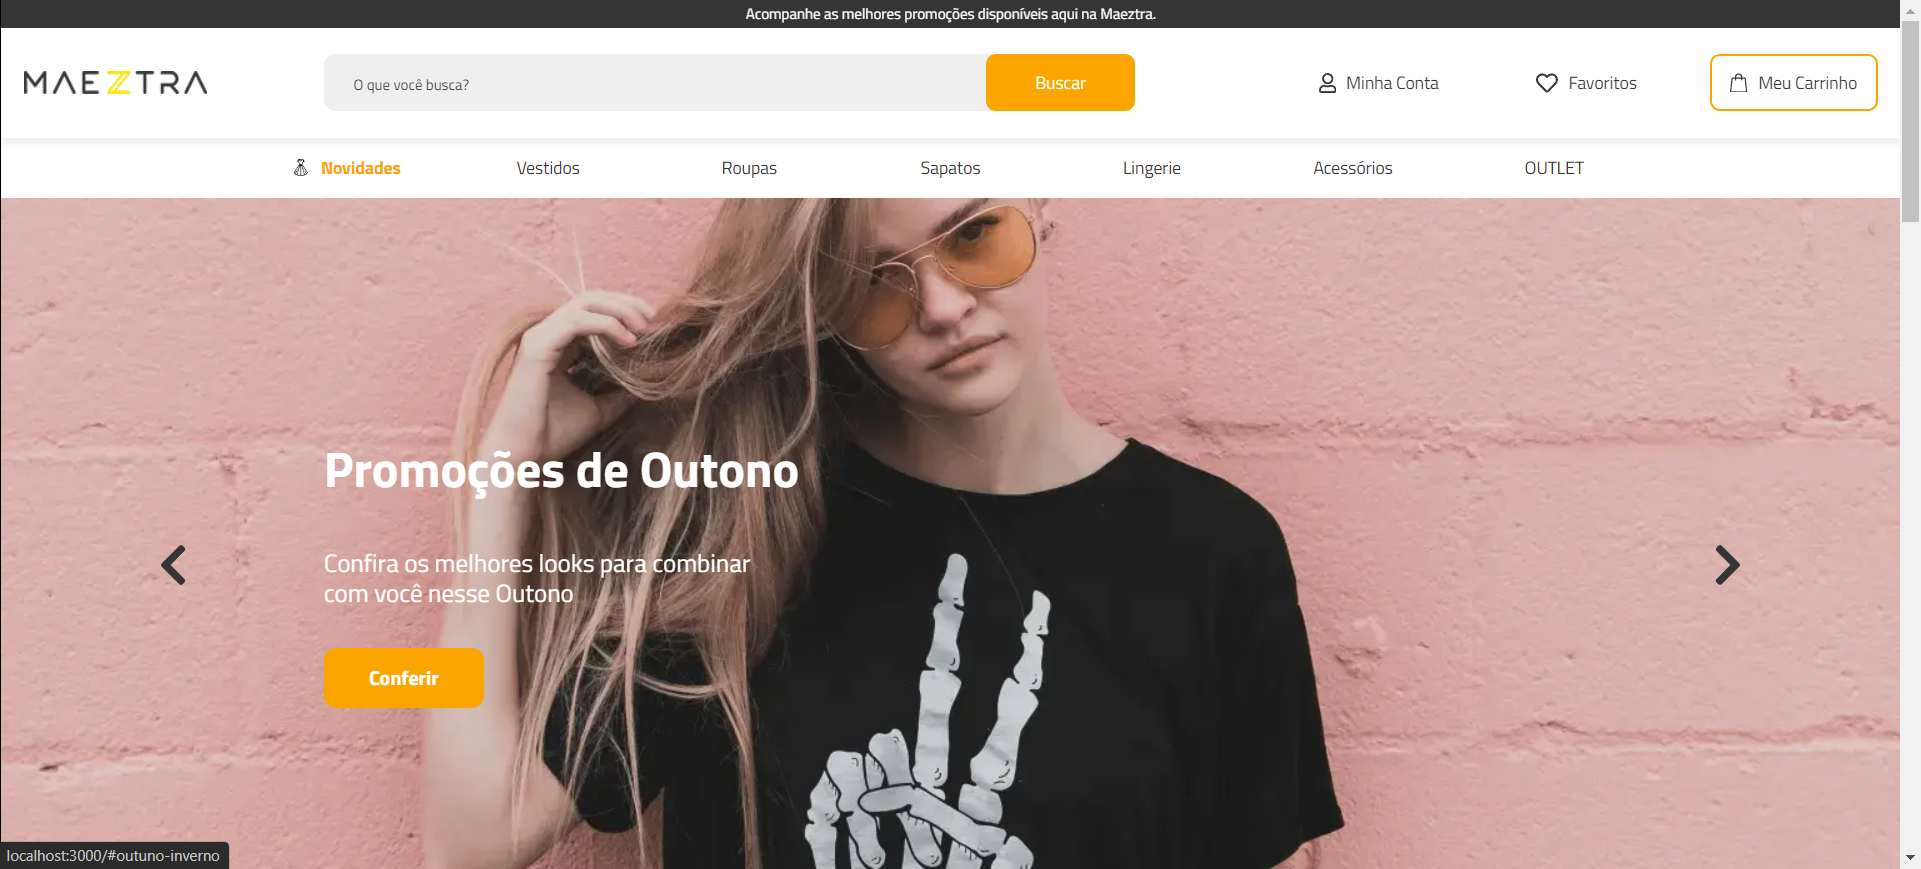 Acompanhe as melhores promoções disponíveis aqui na Maeztra.
MAEZTRA
O que você busca?
Buscar
Minha Conta
Favoritos
Meu Carrinho
Novidades
Vestidos
Roupas
Sapatos
Lingerie
Acessórios
OUTLET
Promoções de Outono
Confira os melhores looks para combinar
com você nesse Outono
Conferir
localhost:3000/#outuno-inverno